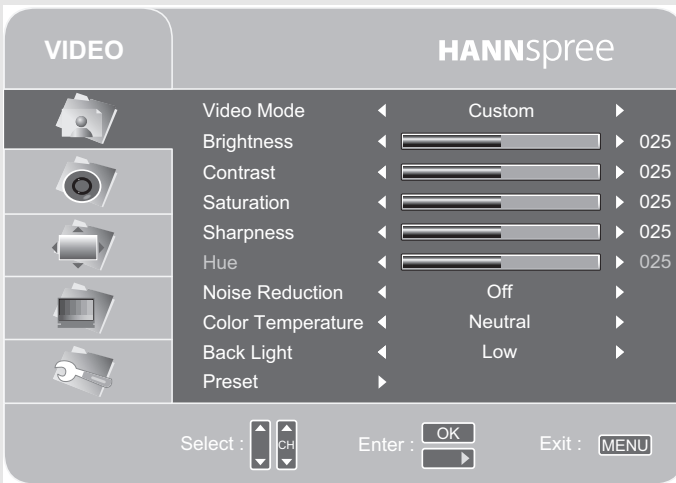 VIDEO
HANNspree
Video Mode Custom
Brightness 025
Contrast 025
Saturation 025
Sharpness 025
Hue 025
Noise Reduction Off
Color Temperature Neutral
Back Light Low
Preset
Select : CH Enter : OK Exit : MENU